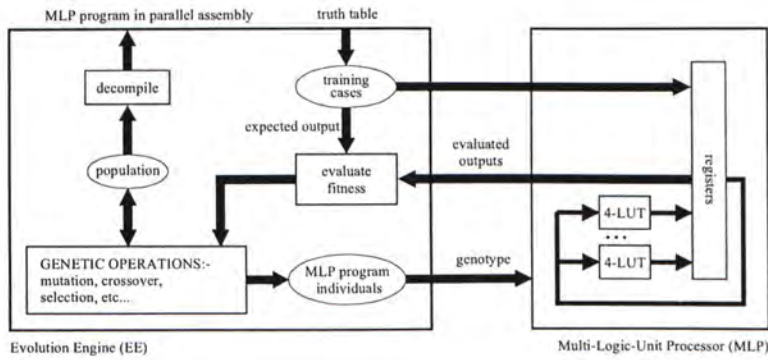 MLP program in parallel assembly
truth table
decompile
training
cases
expected output
population
evaluate
fitness
evaluated
outputs
registers
4-LUT
...
4-LUT
GENETIC OPERATIONS:-
mutation, crossover,
selection, etc...
MLP program
individuals
genotype
Evolution Engine (EE)
Multi-Logic-Unit Processor (MLP)